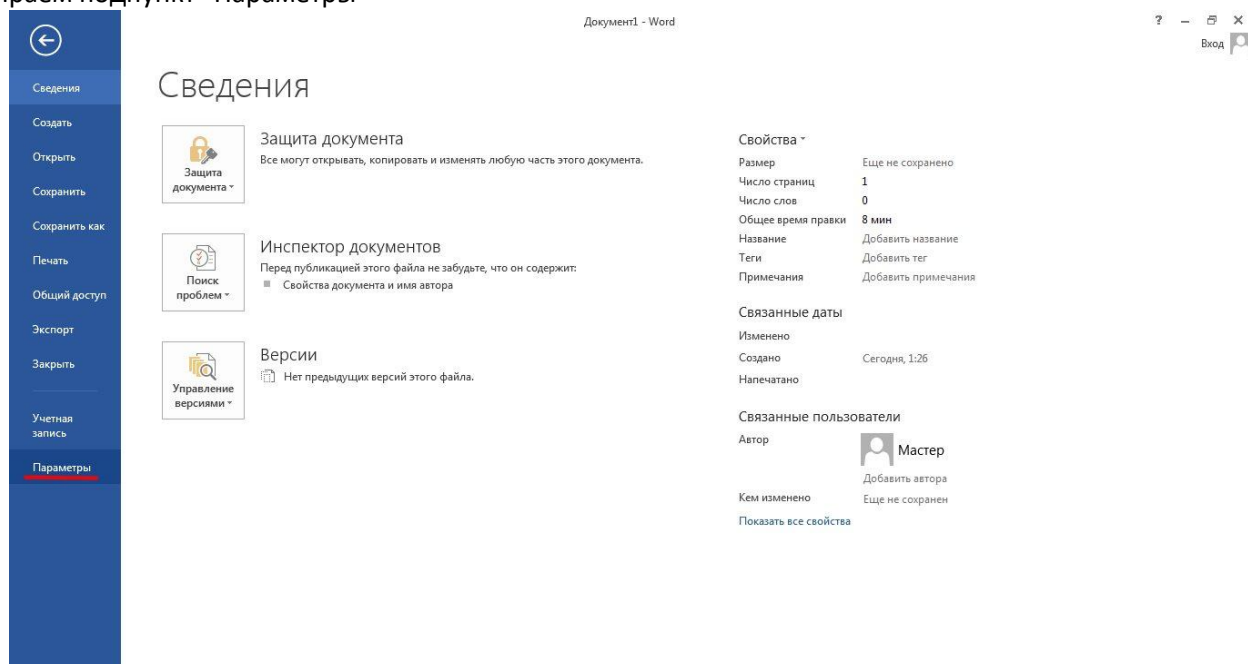 подпункт "Параметры
Документ1 - Word
?
Вход
Сведения
Создать
Открыть
Сохранить
Сохранить как
Печать
Общий доступ
Экспорт
Закрыть
Учетная
запись
Параметры
Сведения
Защита
документа
Защита документа
Все могут открывать, копировать и изменять любую часть этого документа.
Поиск
проблем
Инспектор документов
Перед публикацией этого файла не забудьте, что он содержит:
Свойства документа и имя автора
Управление
версиями
Версии
Нет предыдущих версий этого файла.
Свойства
Размер Еще не сохранено
Число страниц 1
Число слов 0
Общее время правки 8 мин
Название Добавить название
Теги Добавить тег
Примечания Добавить примечания
Связанные даты
Изменено
Создано Сегодня, 1:26
Напечатано
Связанные пользователи
Автор Мастер
Добавить автора
Кем изменено Еще не сохранен
Показать все свойства